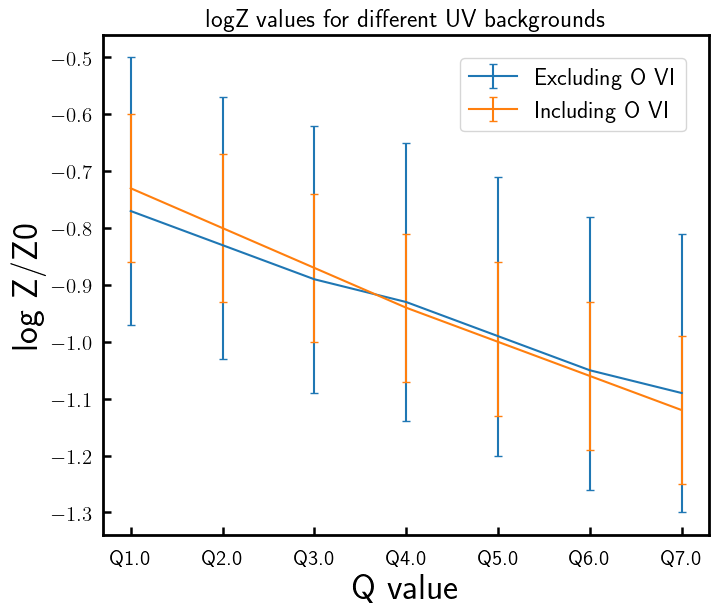 logZ values for different UV backgrounds
Excluding O VI
Including O VI
log Z/Z0
−0.5
−0.6
−0.7
−0.8
−0.9
−1.0
−1.1
−1.2
−1.3
Q1.0 Q2.0 Q3.0 Q4.0 Q5.0 Q6.0 Q7.0
Q value